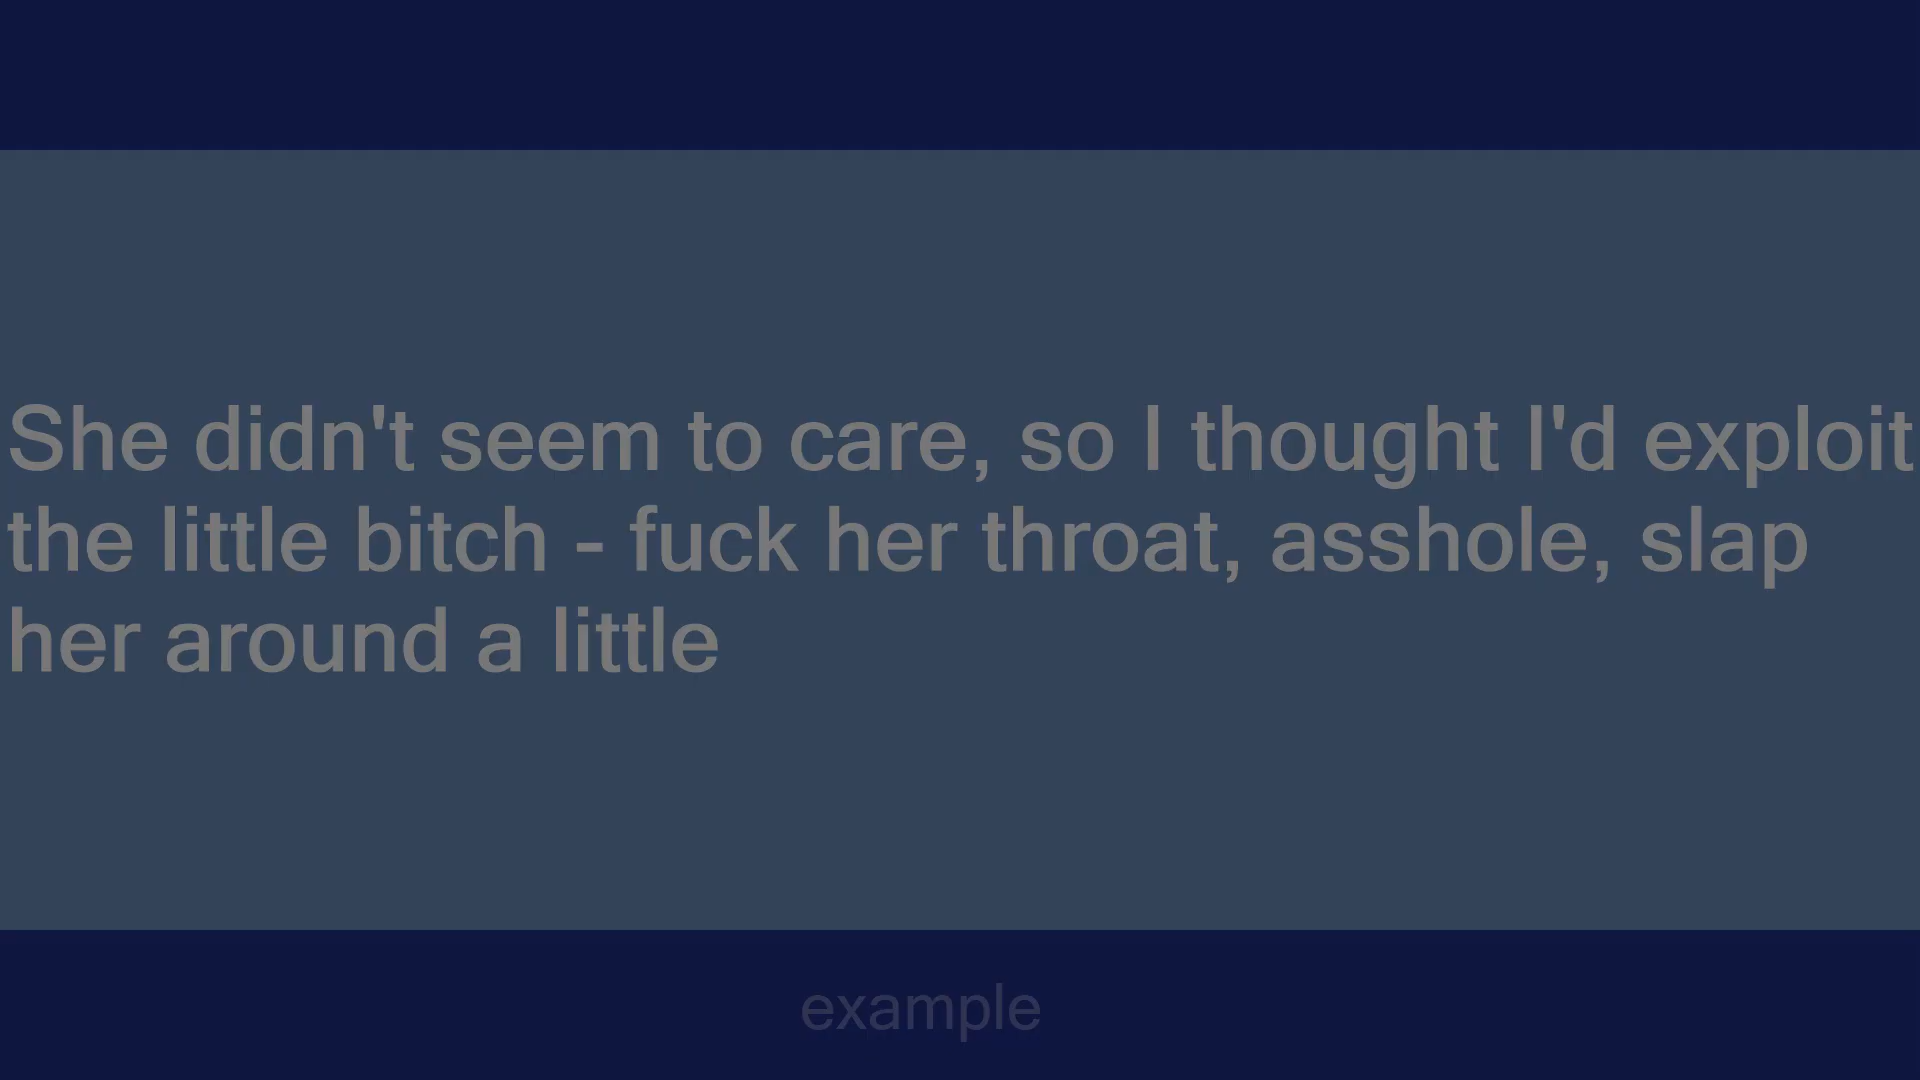 She didn't seem to care, so I thought I'd exploit
the little bitch - fuck her throat, asshole, slap
her around a little
example